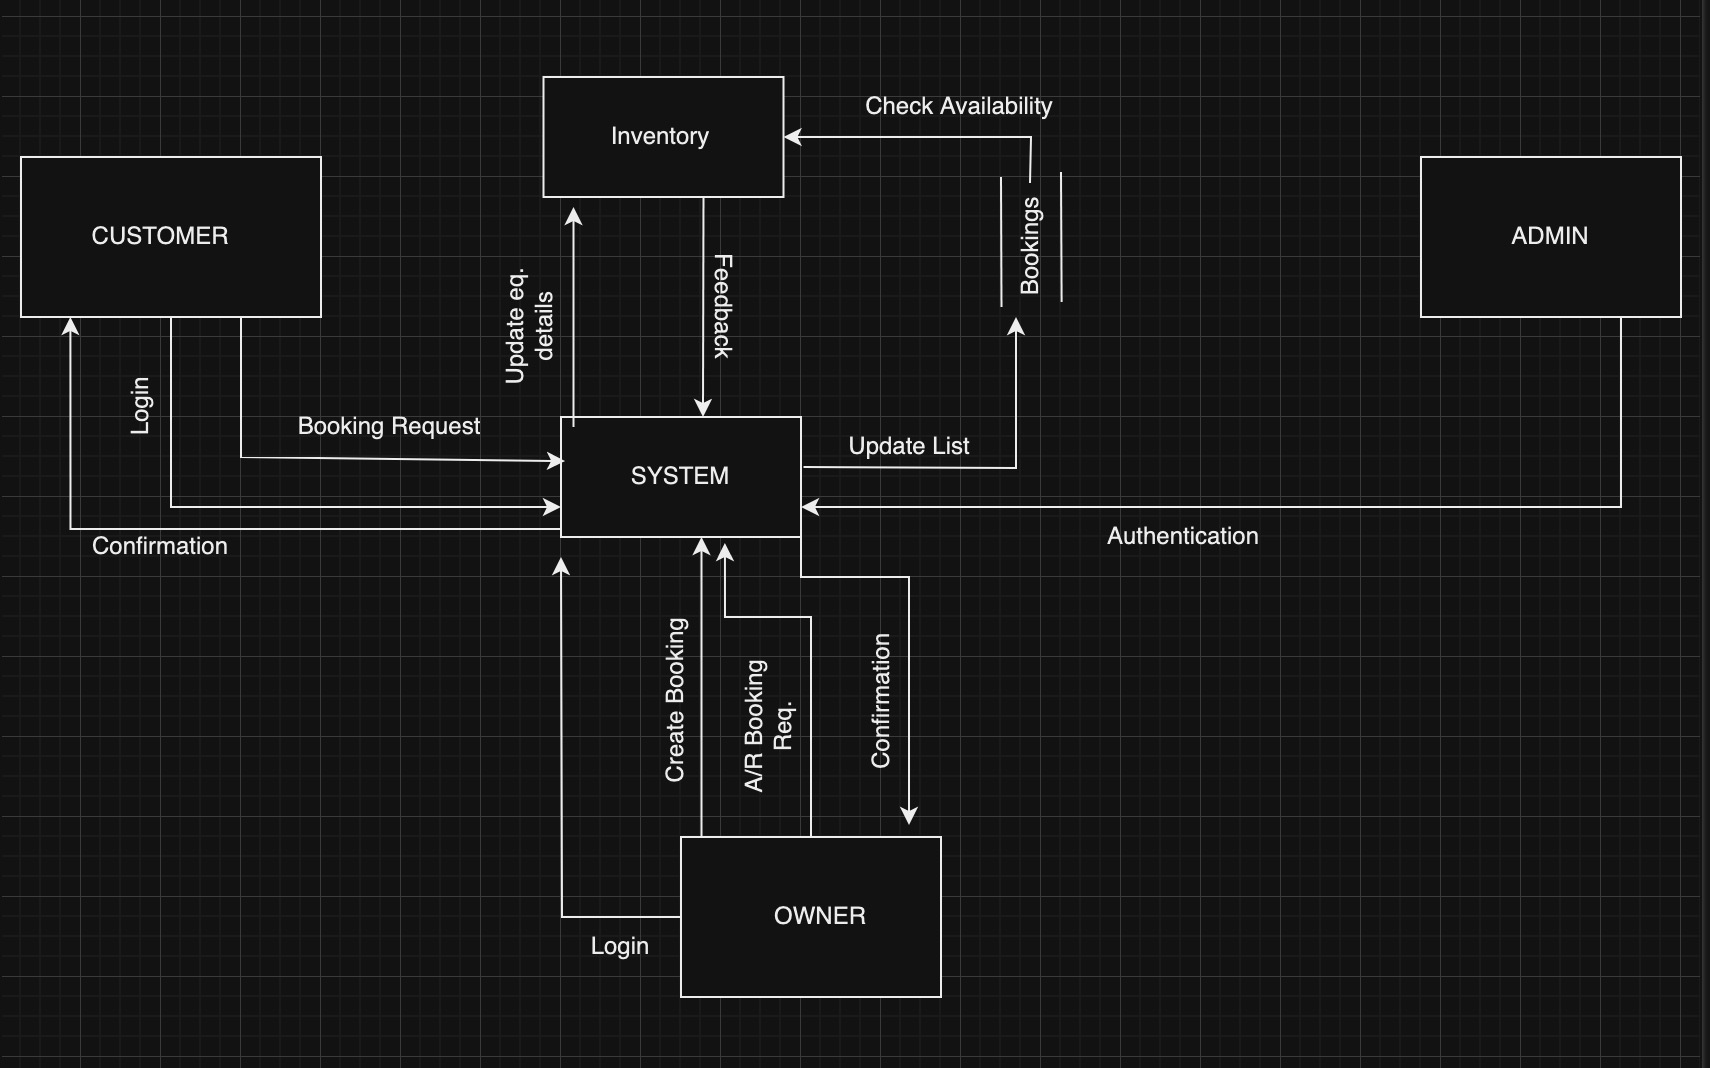 Inventory
Check Availability
CUSTOMER
Bookings
ADMIN
Update eq.
details
Feedback
Login
Booking Request
Update List
SYSTEM
Confirmation
Authentication
Create Booking
A/R Booking
Req.
Confirmation
OWNER
Login